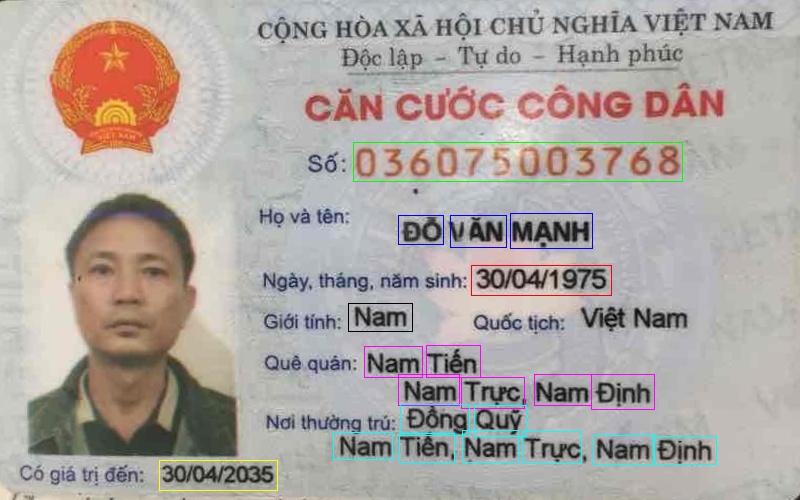 CỘNG HÒA XÃ HỘI CHỦ NGHĨA VIỆT NAM
Độc lập - Tự do - Hạnh phúc
CĂN CƯỚC CÔNG DÂN
Số: 036075003768
Họ và tên:
ĐỖ VĂN MẠNH
Ngày, tháng, năm sinh: 30/04/1975
Giới tính: Nam Quốc tịch: Việt Nam
Quê quán: Nam Tiến
Nam Trực, Nam Định
Nơi thường trú: Đồng Quỹ
Nam Tiến, Nam Trực, Nam Định
Có giá trị đến: 30/04/2035